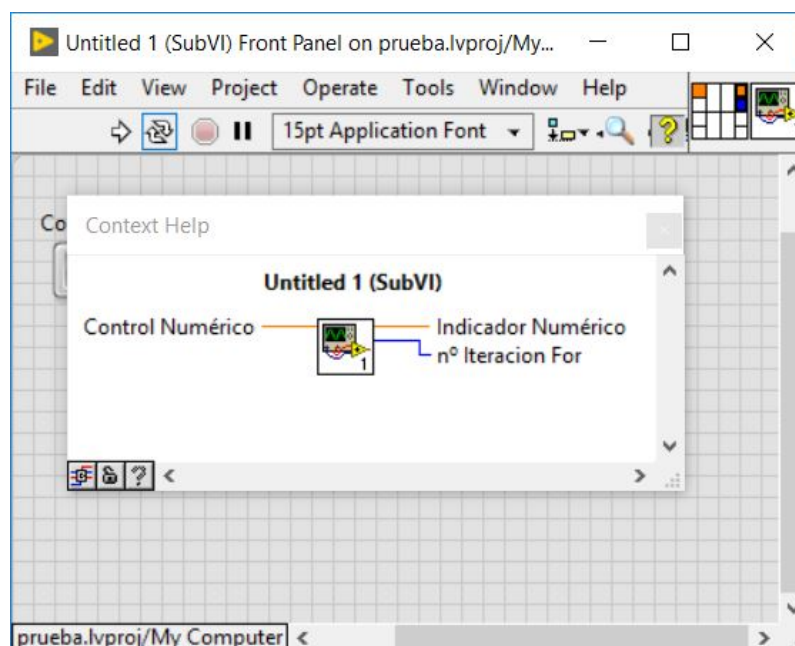 Untitled 1 (SubVI) Front Panel on prueba.lvproj/My...
File Edit View Project Operate Tools Window Help
15pt Application Font
Co
Context Help
Untitled 1 (SubVI)
Control Numérico
Indicador Numérico
nº Iteracion For
1
prueba.lvproj/My Computer